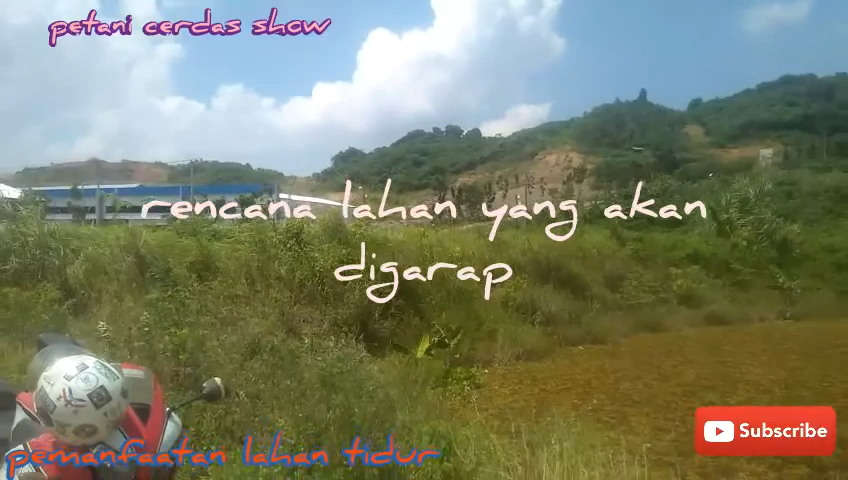 petani cerdas show
rencana lahan yang akan
digarap
Subscribe
pemanfaatan lahan tidur